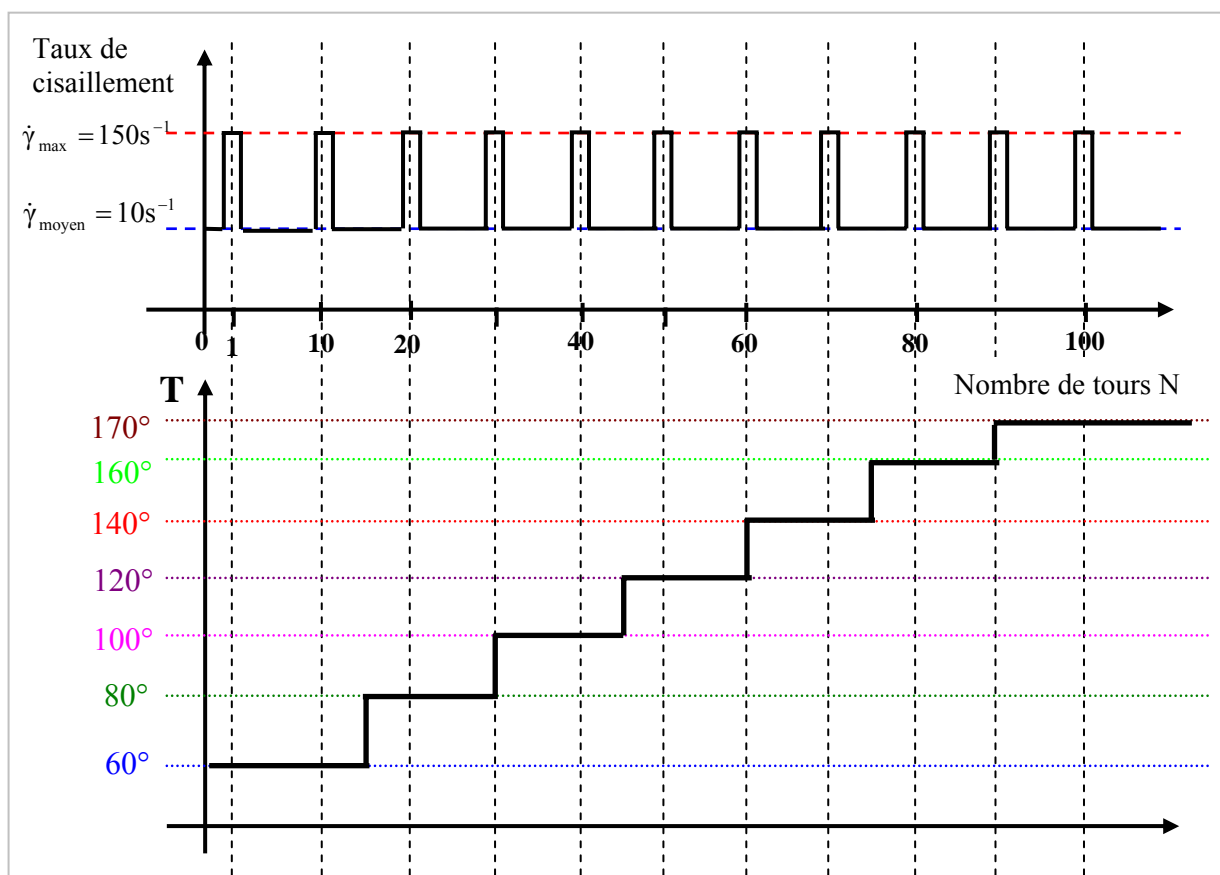 Taux de
cisaillement
γ̇max = 150s⁻¹
γ̇moyen = 10s⁻¹
0 1 10 20 40 60 80 100
Nombre de tours N
T
170°
160°
140°
120°
100°
80°
60°